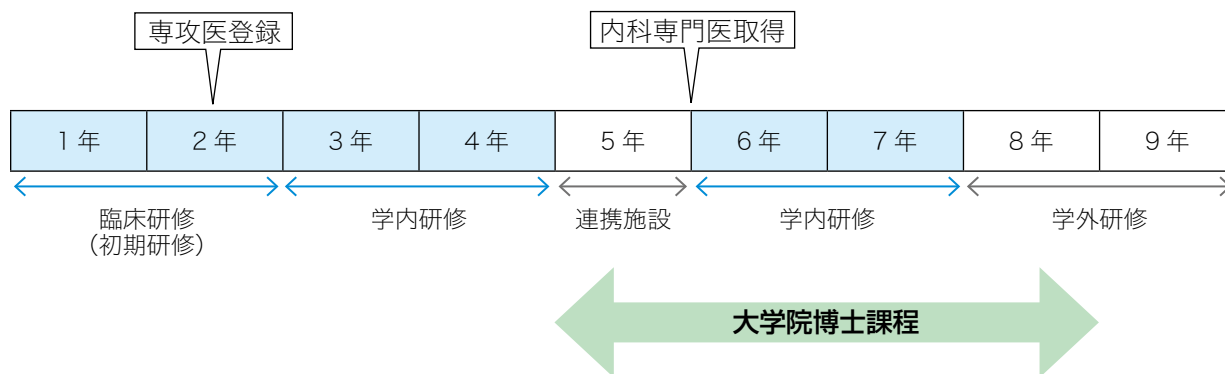 専攻医登録
内科専門医取得
1 年
2 年
3 年
4 年
5 年
6 年
7 年
8 年
9 年
臨床研修
（初期研修）
学内研修
連携施設
学内研修
学外研修
大学院博士課程